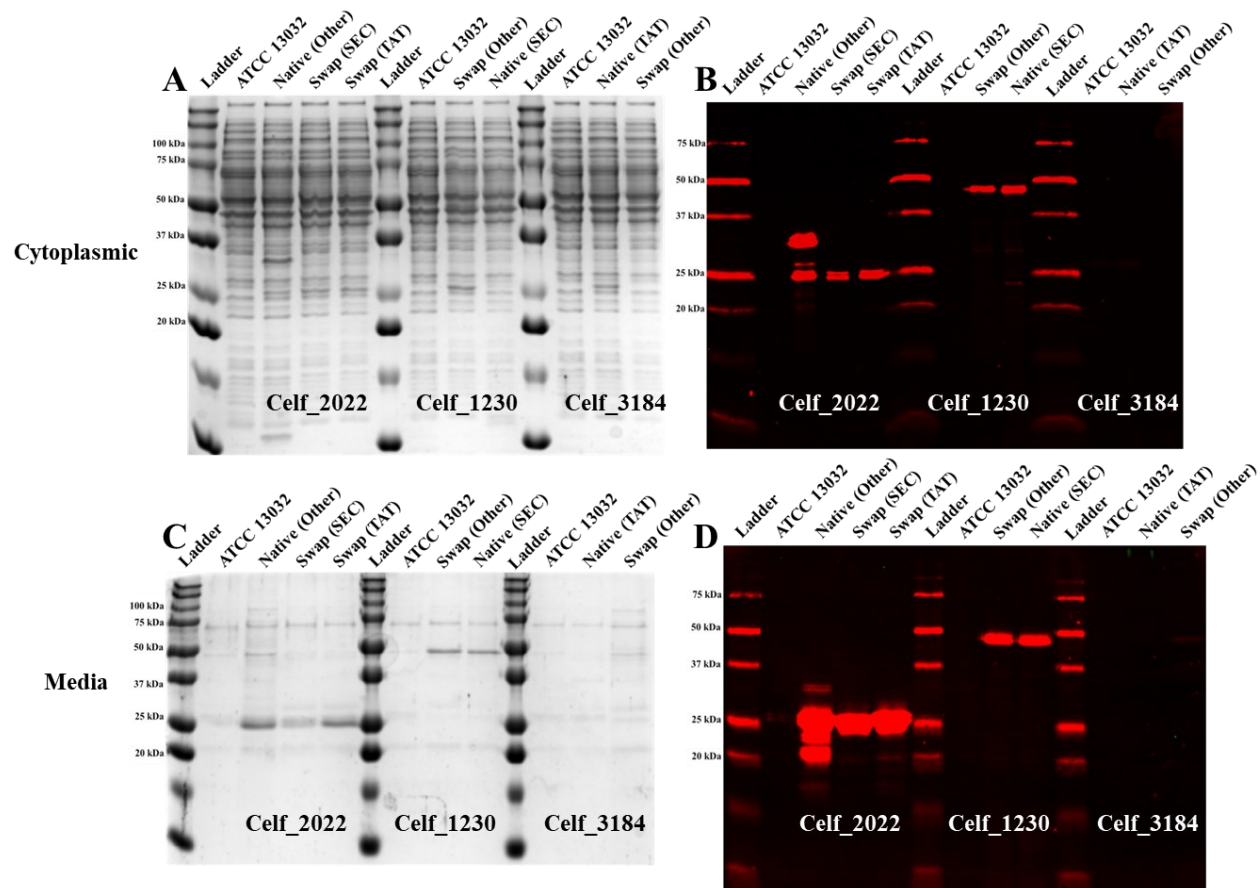 A
Ladder
ATCC 13032
Native (Other)
Swap (SEC)
Swap (TAT)
Ladder
ATCC 13032
Swap (Other)
Native (SEC)
Ladder
ATCC 13032
Native (TAT)
Swap (Other)
100 kDa
75 kDa
50 kDa
37 kDa
25 kDa
20 kDa
Cytoplasmic
Celf_2022
Celf_1230
Celf_3184
B
Ladder
ATCC 13032
Native (Other)
Swap (SEC)
Swap (TAT)
Ladder
ATCC 13032
Swap (Other)
Native (SEC)
Ladder
ATCC 13032
Native (TAT)
Swap (Other)
75 kDa
50 kDa
37 kDa
25 kDa
20 kDa
Celf_2022
Celf_1230
Celf_3184
C
Ladder
ATCC 13032
Native (Other)
Swap (SEC)
Swap (TAT)
Ladder
ATCC 13032
Swap (Other)
Native (SEC)
Ladder
ATCC 13032
Native (TAT)
Swap (Other)
100 kDa
75 kDa
50 kDa
37 kDa
25 kDa
20 kDa
Media
Celf_2022
Celf_1230
Celf_3184
D
Ladder
ATCC 13032
Native (Other)
Swap (SEC)
Swap (TAT)
Ladder
ATCC 13032
Swap (Other)
Native (SEC)
Ladder
ATCC 13032
Native (TAT)
Swap (Other)
75 kDa
50 kDa
37 kDa
25 kDa
20 kDa
Celf_2022
Celf_1230
Celf_3184